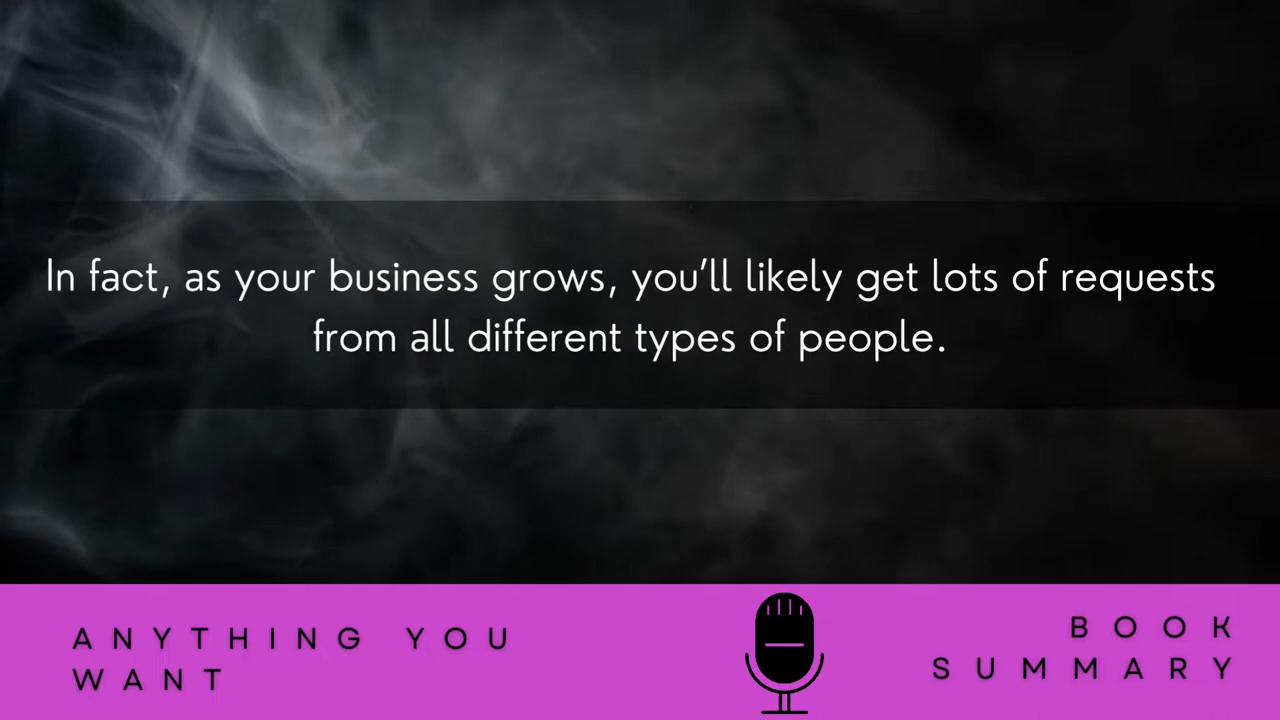 In fact, as your business grows, you'll likely get lots of requests
from all different types of people.
ANYTHING YOU
WANT
BOOK
SUMMARY